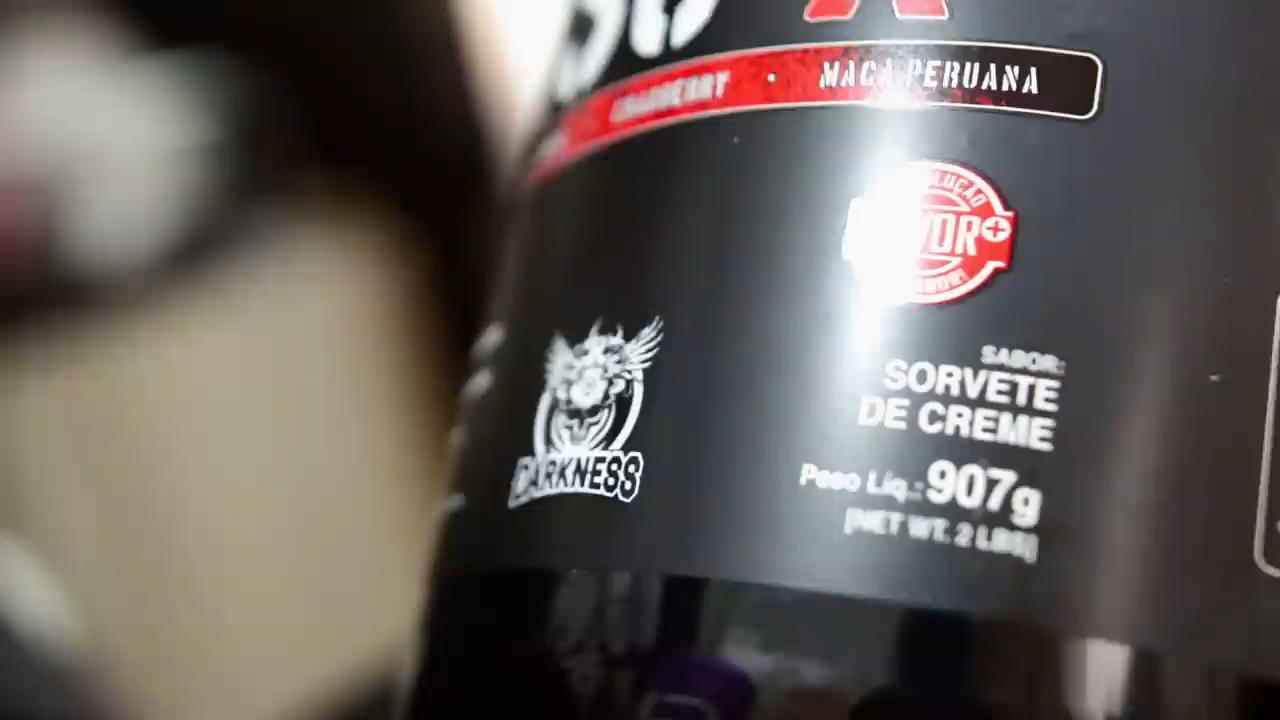 CRANBERRY · MACA PERUANA
DARKNESS
SABOR:
SORVETE
DE CREME
Peso Líq.: 907g
[NET WT. 2 LBS]